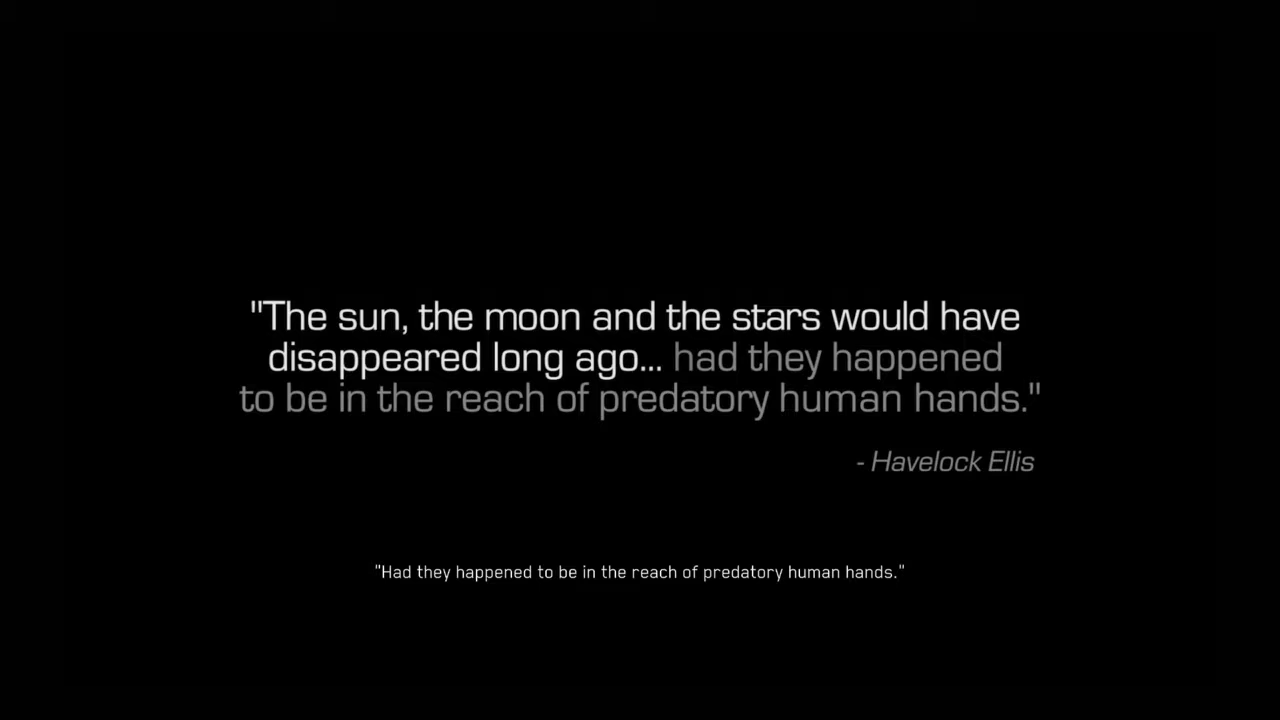 "The sun, the moon and the stars would have
disappeared long ago... had they happened
to be in the reach of predatory human hands."
- Havelock Ellis
"Had they happened to be in the reach of predatory human hands."